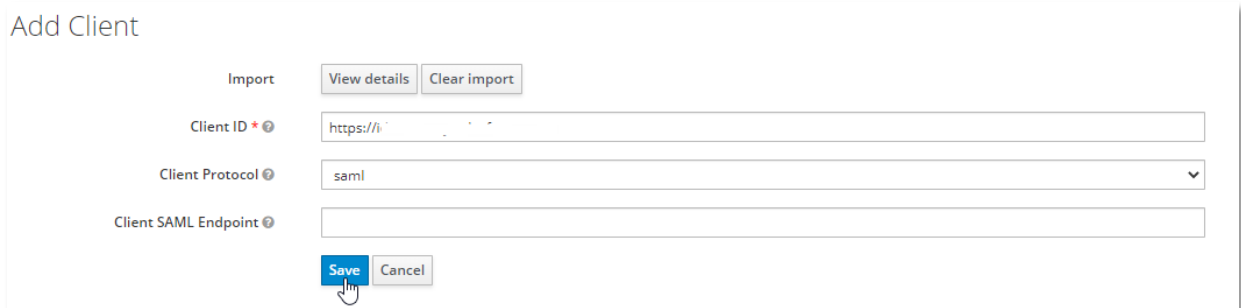 Add Client
Import View details Clear import
Client ID *
https://i
Client Protocol saml
Client SAML Endpoint
Save Cancel